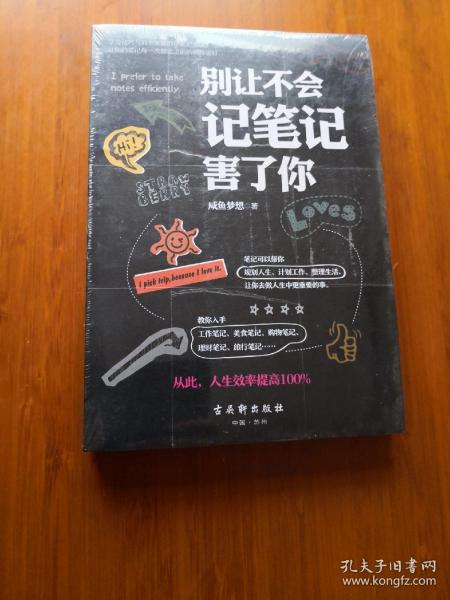 I prefer to take
notes efficiently
别让不会
记笔记
害了你
咸鱼梦想 著
Loves
I pick trip, because I love it.
笔记可以帮你
规划人生、计划工作、整理生活,
让你去做人生中更重要的事。
教你入手
工作笔记、美食笔记、购物笔记、
理财笔记、旅行笔记……
从此，人生效率提高100%
古吴轩出版社
中国·苏州
孔夫子旧书网
www.kongfz.com